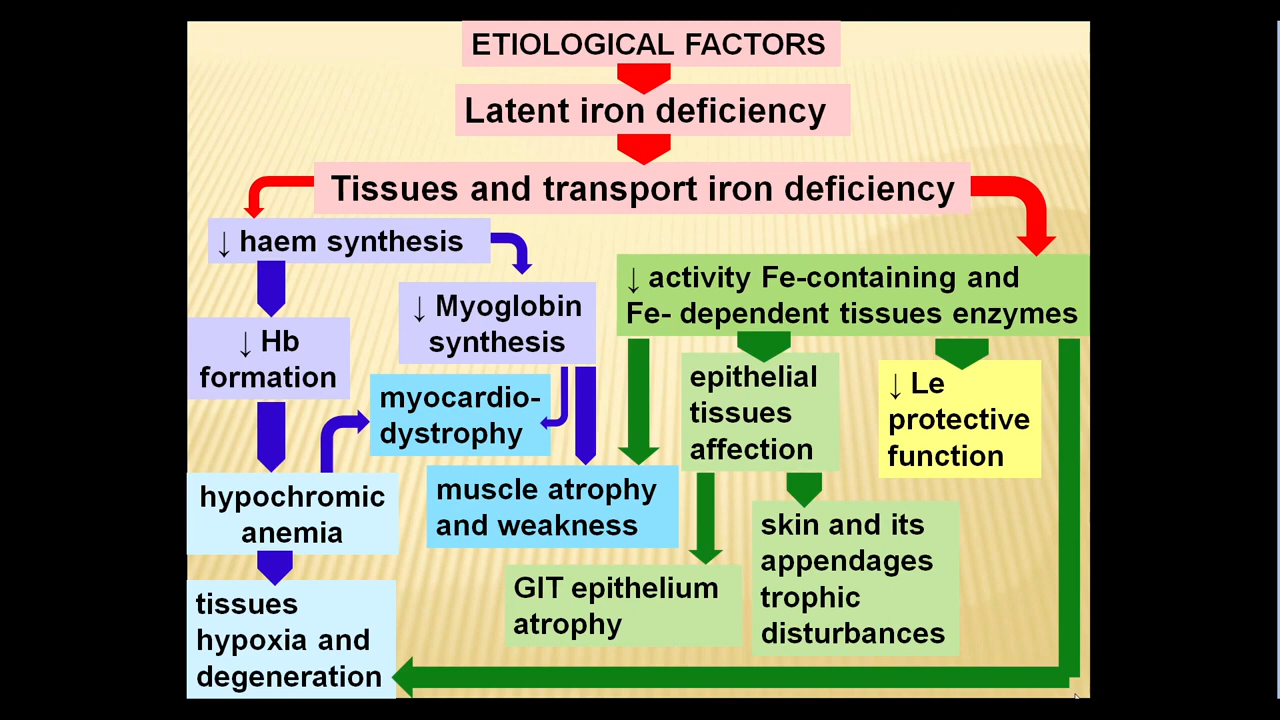 ETIOLOGICAL FACTORS
Latent iron deficiency
Tissues and transport iron deficiency
↓ haem synthesis
↓ Hb
formation
hypochromic
anemia
tissues
hypoxia and
degeneration
↓ Myoglobin
synthesis
myocardio-
dystrophy
muscle atrophy
and weakness
↓ activity Fe-containing and
Fe- dependent tissues enzymes
epithelial
tissues
affection
GIT epithelium
atrophy
skin and its
appendages
trophic
disturbances
↓ Le
protective
function